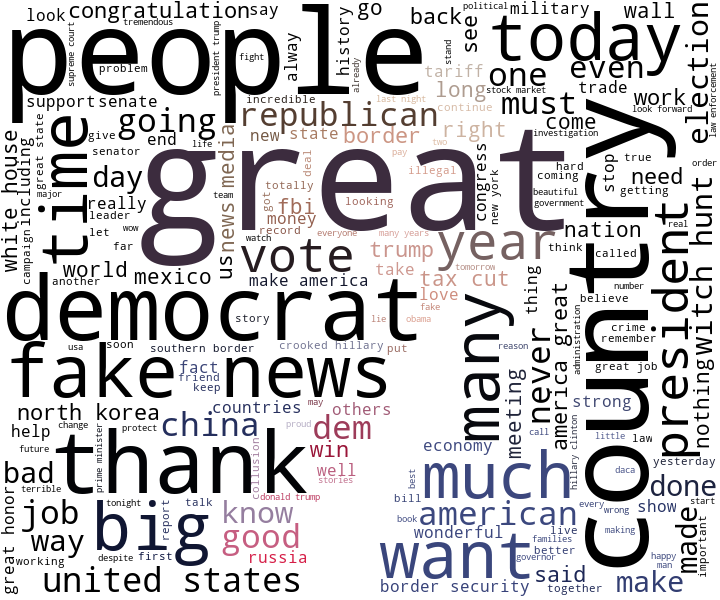 look
congratulation
tremendous
say
go
back
political
military
wall
people
supreme court
president trump
fight
alway
history
already
see
stand
today
election
problem
tariff
one
even
law enforcement
support
senate
incredible
last night
long
stock market
trade
continue
must
work
look forward
going
republican
new
state
border
right
come
investigation
white house
including
great state
time
give
end
life
senator
great
news media
deal
pay
two
illegal
congress
hard
stop
true
order
day
totally
coming
need
major
really
team
got
fbi
looking
new york
beautiful
getting
campaign
leader
money
government
country
let
wow
us
record
everyone
many years
year
nation
real
far
watch
vote
trump
think
called
president
witch hunt
world
mexico
take
tomorrow
tax cut
thing
another
make america
love
number
believe
democrat
story
lie
obama
fake
many
never
america great
administration
crime
remember
usa
soon
southern border
crooked hillary
put
reason
fake news
fact
friend
keep
great job
nothing
north korea
change
countries
may
others
meeting
strong
help
protect
china
proud
dem
call
hillary clinton
little
law
future
prime minister
thank
collusion
win
economy
yesterday
bad
well
stories
best
much
daca
done
terrible
donald trump
great honor
tonight
big
report
talk
know
bill
every
start
job
book
american
wrong
show
made
important
way
despite
first
good
wonderful
live
making
families
better
happy
working
russia
want
governor
said
man
united states
border security
together
make